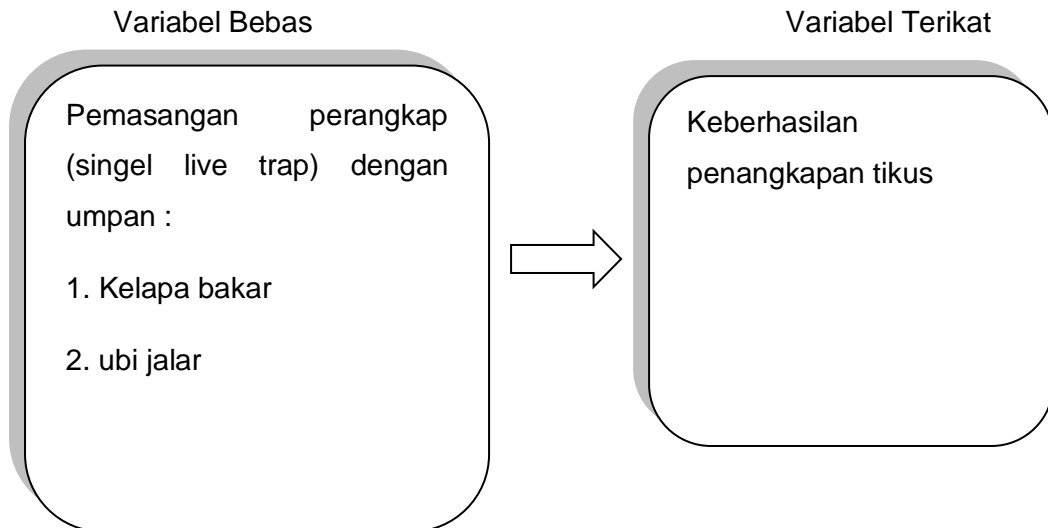 Variabel Bebas
Variabel Terikat
Pemasangan perangkap
(singel live trap) dengan
umpan :
1. Kelapa bakar
2. ubi jalar
Keberhasilan
penangkapan tikus